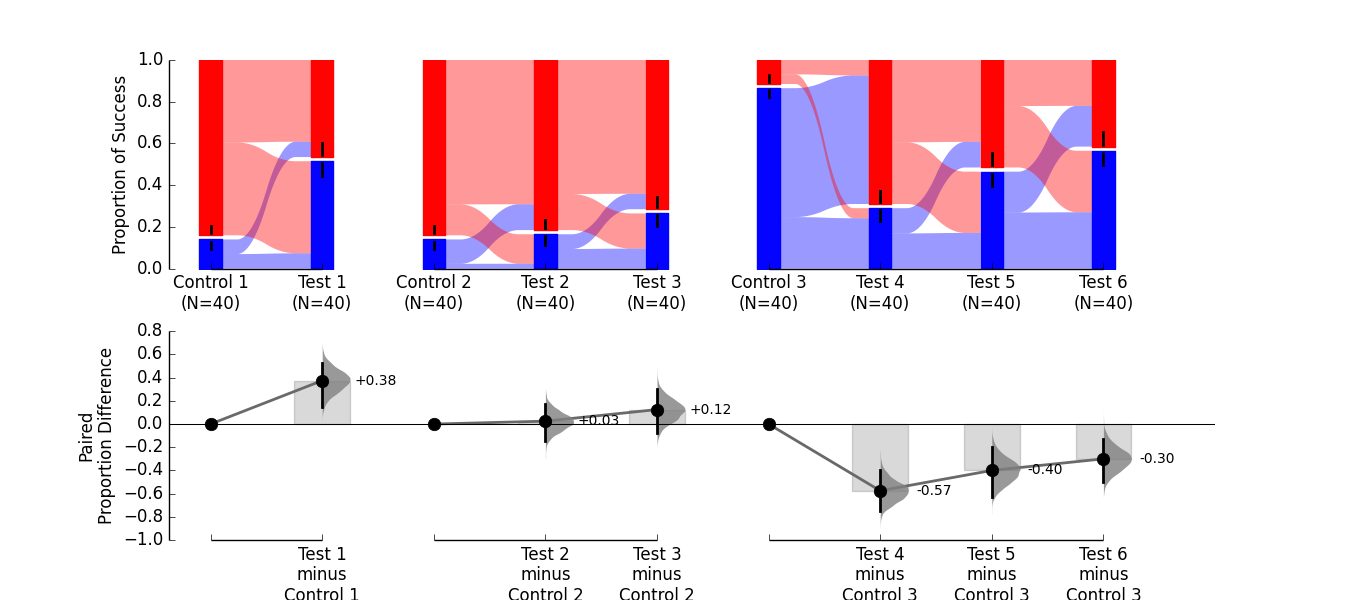 1.0
0.8
0.6
0.4
0.2
0.0
Proportion of Success
Control 1
(N=40)
Test 1
(N=40)
Control 2
(N=40)
Test 2
(N=40)
Test 3
(N=40)
Control 3
(N=40)
Test 4
(N=40)
Test 5
(N=40)
Test 6
(N=40)
0.8
0.6
0.4
0.2
0.0
−0.2
−0.4
−0.6
−0.8
−1.0
Paired
Proportion Difference
+0.38
+0.03
+0.12
-0.57
-0.40
-0.30
Test 1
minus
Control 1
Test 2
minus
Control 2
Test 3
minus
Control 2
Test 4
minus
Control 3
Test 5
minus
Control 3
Test 6
minus
Control 3